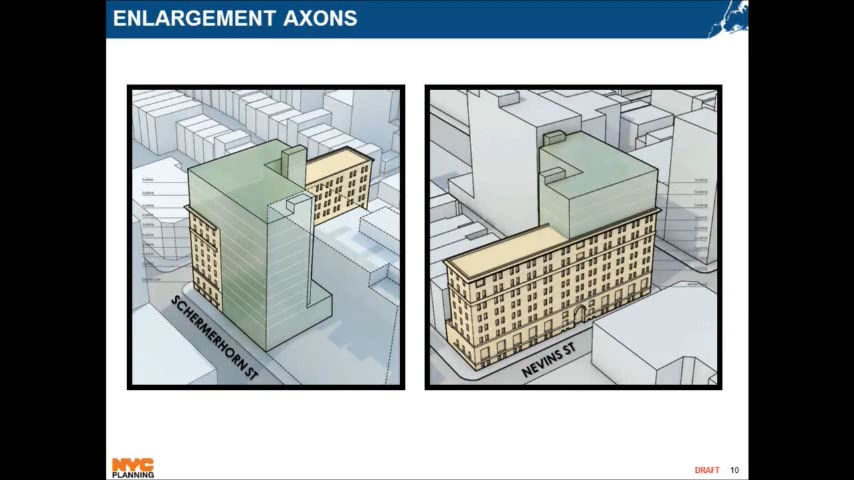 ENLARGEMENT AXONS
SCHERMERHORN ST
NEVINS ST
NYC
PLANNING
DRAFT 10